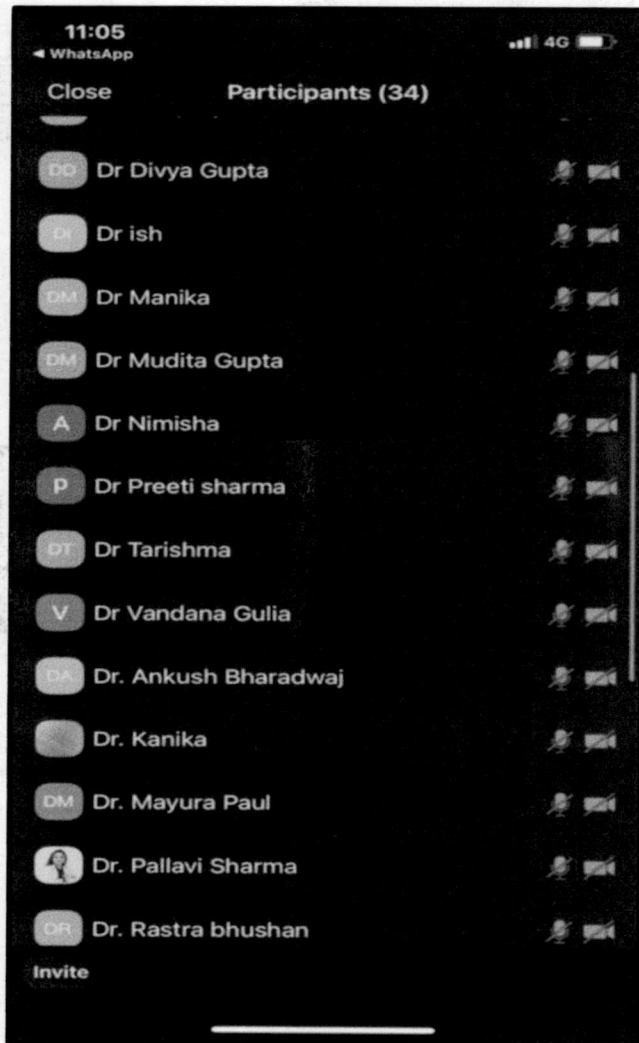 11:05
4G
◀ WhatsApp
Close Participants (34)
DD Dr Divya Gupta
DI Dr ish
DM Dr Manika
DM Dr Mudita Gupta
A Dr Nimisha
P Dr Preeti sharma
DT Dr Tarishma
V Dr Vandana Gulia
DA Dr. Ankush Bharadwaj
Dr. Kanika
DM Dr. Mayura Paul
Dr. Pallavi Sharma
DR Dr. Rastra bhushan
Invite